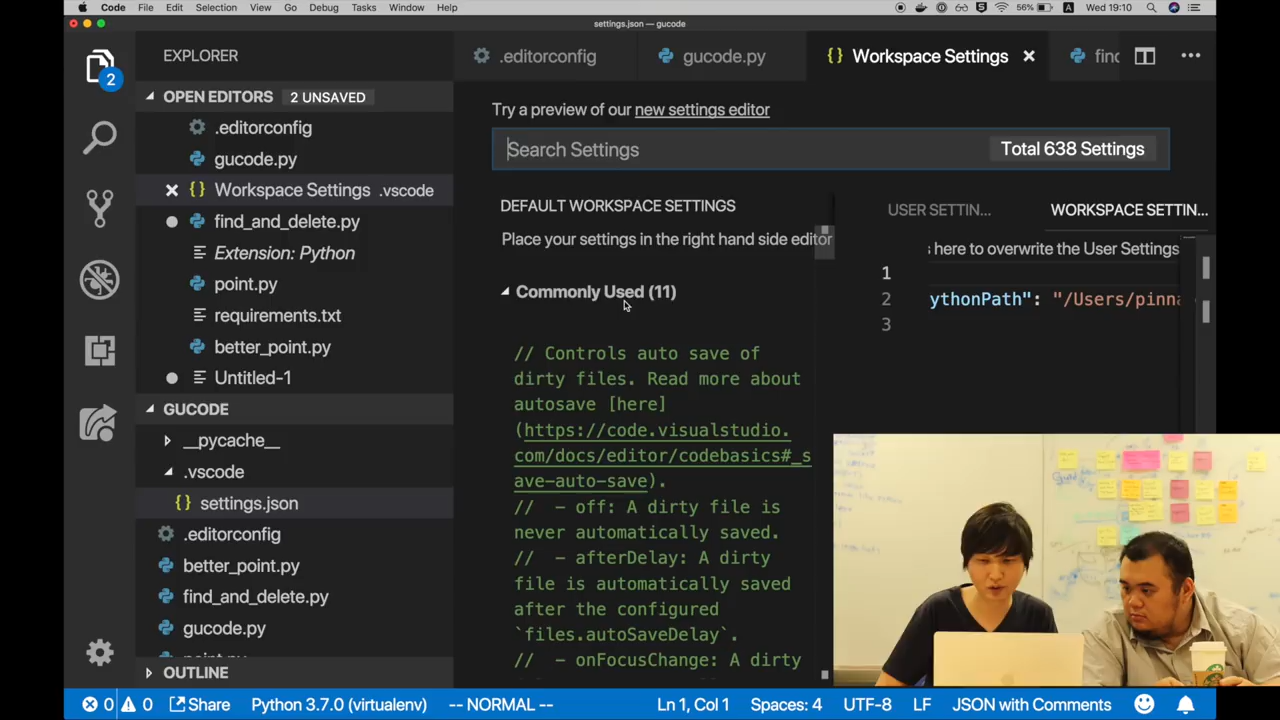 Code File Edit Selection View Go Debug Tasks Window Help 56% A Wed 19:10
settings.json — gucode
EXPLORER
2
OPEN EDITORS 2 UNSAVED
.editorconfig
gucode.py
Workspace Settings .vscode
find_and_delete.py
Extension: Python
point.py
requirements.txt
better_point.py
Untitled-1
GUCODE
__pycache__
.vscode
{} settings.json
.editorconfig
better_point.py
find_and_delete.py
gucode.py
OUTLINE
.editorconfig gucode.py {} Workspace Settings
Try a preview of our new settings editor
Search Settings Total 638 Settings
DEFAULT WORKSPACE SETTINGS
Place your settings in the right hand side editor
Commonly Used (11)
// Controls auto save of
dirty files. Read more about
autosave [here]
(https://code.visualstudio.
com/docs/editor/codebasics#_s
ave-auto-save).
// - off: A dirty file is
never automatically saved.
// - afterDelay: A dirty
file is automatically saved
after the configured
`files.autoSaveDelay`.
// - onFocusChange: A dirty
USER SETTIN... WORKSPACE SETTIN...
here to overwrite the User Settings
1
2 ythonPath": "/Users/pinna
3
0 0 Share Python 3.7.0 (virtualenv) -- NORMAL -- Ln 1, Col 1 Spaces: 4 UTF-8 LF JSON with Comments